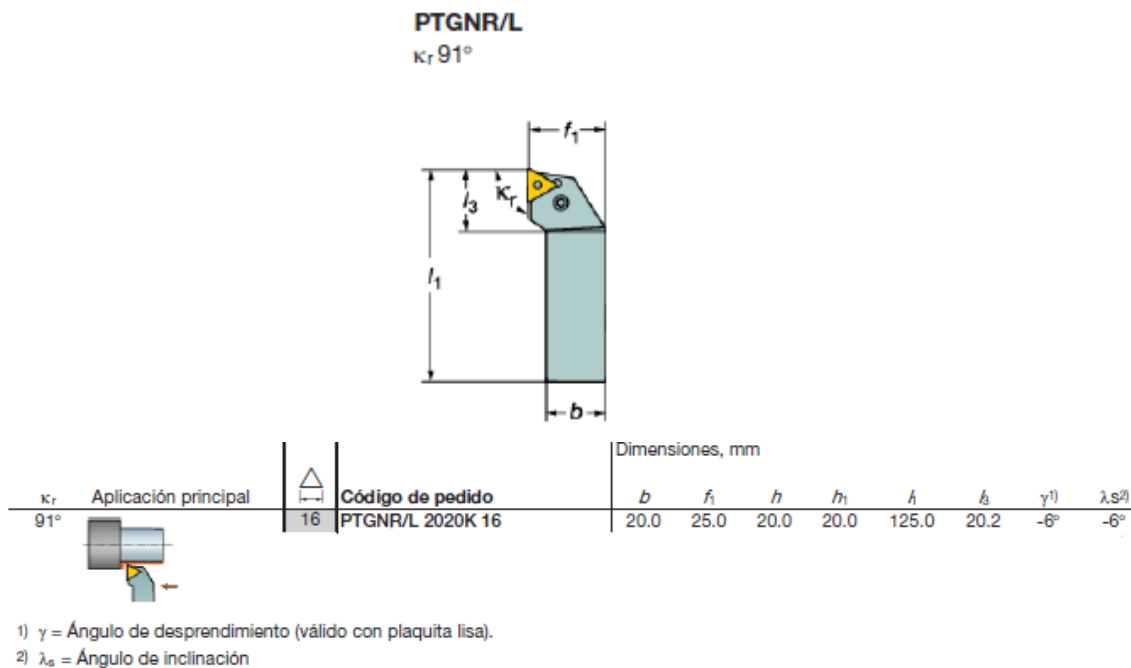 PTGNR/L
κr 91°
f1
l3
κr
l1
b
Dimensiones, mm
κr Aplicación principal Código de pedido b f1 h h1 l1 l3 γ1) λs2)
91° 16 PTGNR/L 2020K 16 20.0 25.0 20.0 20.0 125.0 20.2 -6° -6°
1) γ = Ángulo de desprendimiento (válido con plaquita lisa).
2) λs = Ángulo de inclinación